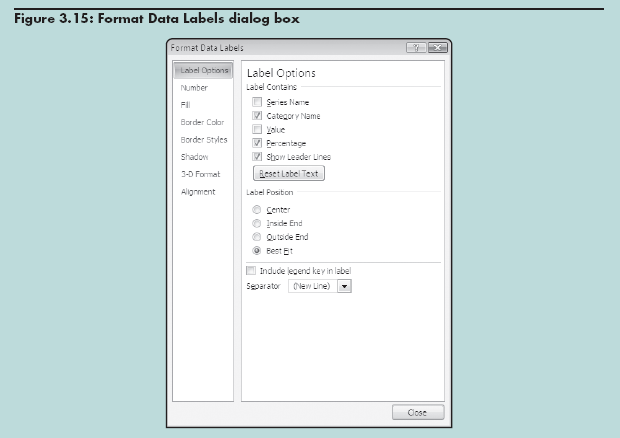 Figure 3.15: Format Data Labels dialog box
Format Data Labels
Label Options
Number
Fill
Border Color
Border Styles
Shadow
3-D Format
Alignment
Label Options
Label Contains
Series Name
Category Name
Value
Percentage
Show Leader Lines
Reset Label Text
Label Position
Center
Inside End
Outside End
Best Fit
Include legend key in label
Separator (New Line)
Close